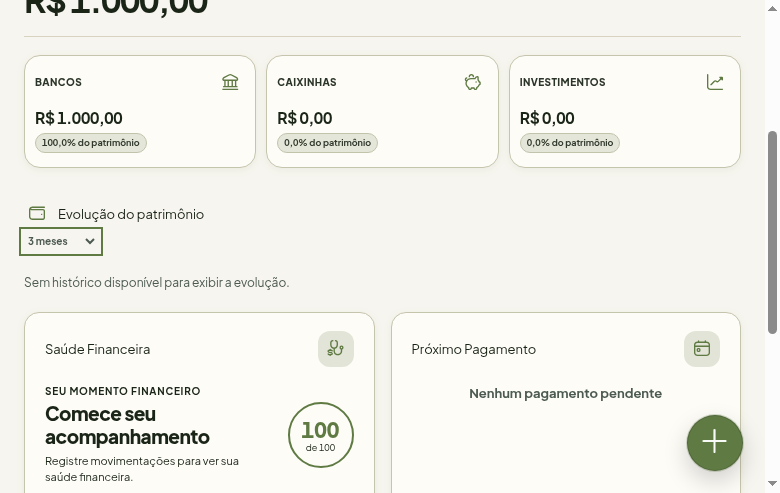 R$ 1.000,00
BANCOS
R$ 1.000,00
100,0% do patrimônio
CAIXINHAS
R$ 0,00
0,0% do patrimônio
INVESTIMENTOS
R$ 0,00
0,0% do patrimônio
Evolução do patrimônio
3 meses
Sem histórico disponível para exibir a evolução.
Saúde Financeira
SEU MOMENTO FINANCEIRO
Comece seu
acompanhamento
Registre movimentações para ver sua
saúde financeira.
100
de 100
Próximo Pagamento
Nenhum pagamento pendente